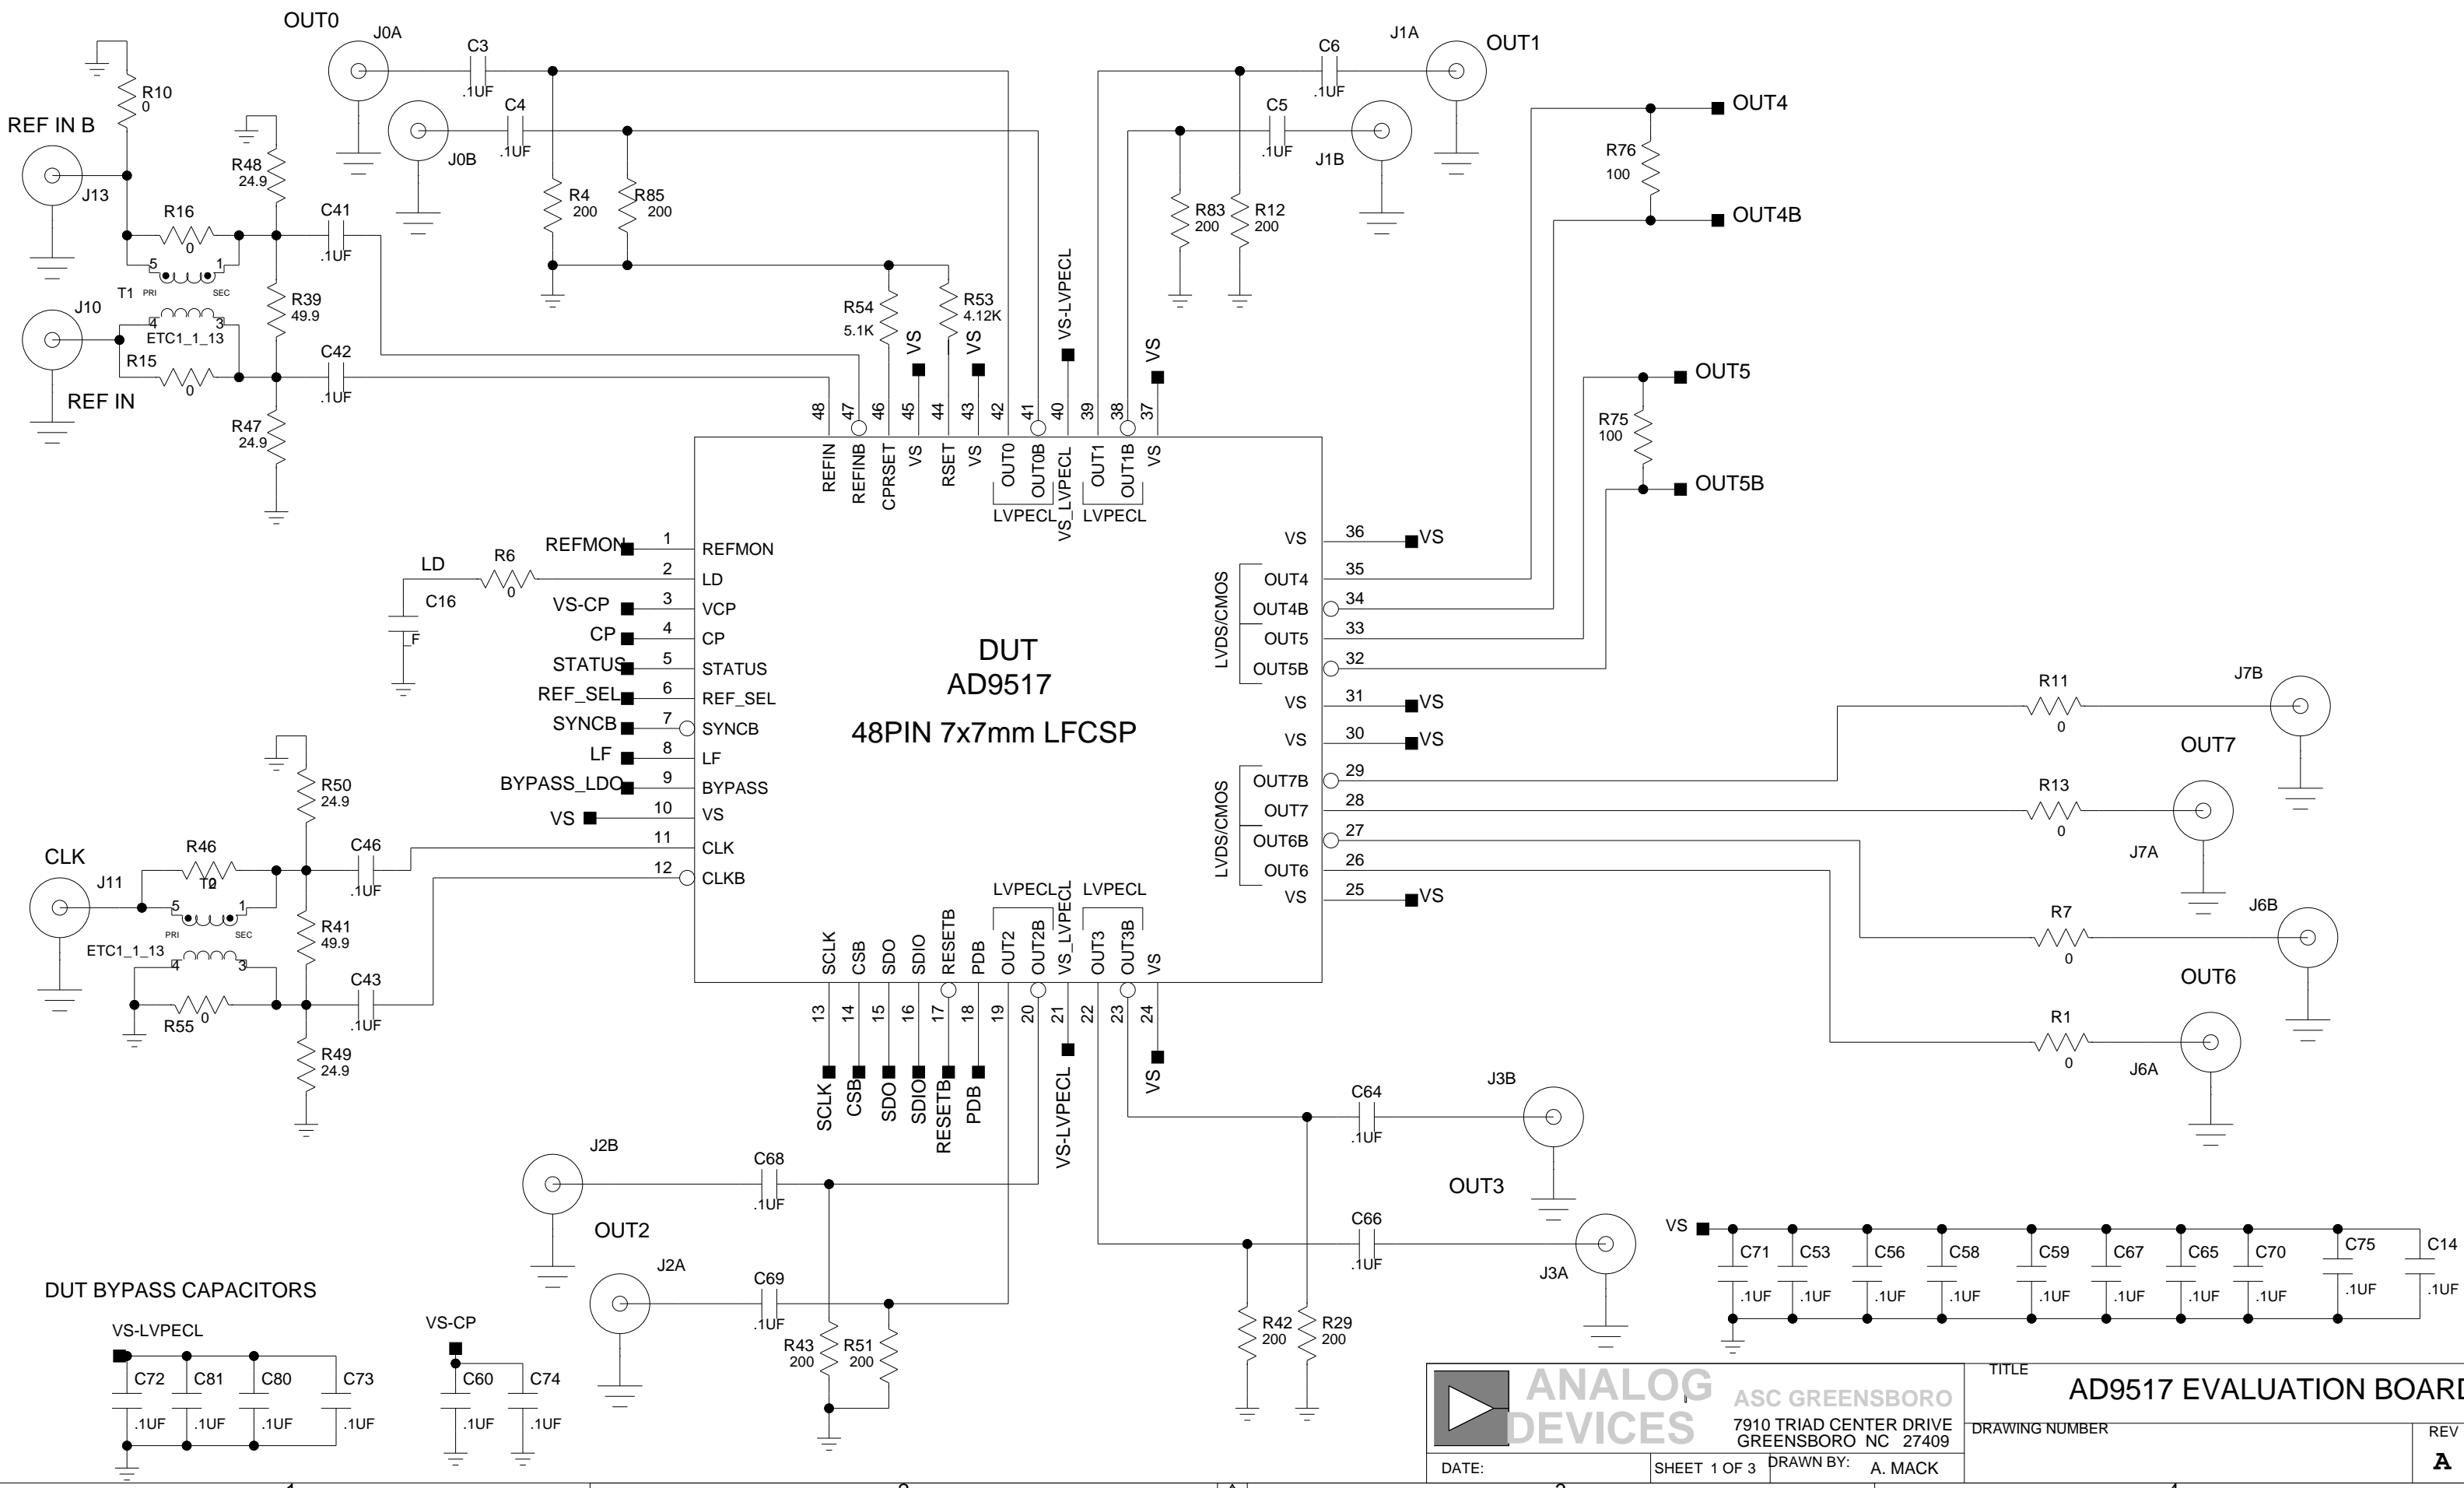 OUT0
J0A
C3
.1UF
C4
.1UF
J0B
R4
200
R85
200
C6
.1UF
J1A
OUT1
C5
.1UF
J1B
R83
200
R12
200
OUT4
R76
100
OUT4B
OUT5
R75
100
OUT5B
R10
0
REF IN B
J13
R48
24.9
R16
0
C41
.1UF
5
1
T1
PRI
SEC
J10
R39
49.9
4
3
ETC1_1_13
R15
0
C42
.1UF
REF IN
R47
24.9
R54
5.1K
R53
4.12K
VS
VS
VS-LVPECL
VS
48
47
46
45
44
43
42
41
40
39
38
37
REFIN
REFINB
CPRSET
VS
RSET
VS
OUT0
OUT0B
VS_LVPECL
OUT1
OUT1B
VS
LVPECL
LVPECL
REFMON
1
REFMON
LD
R6
0
2
LD
C16
_F
VS-CP
3
VCP
CP
4
CP
STATUS
5
STATUS
REF_SEL
6
REF_SEL
SYNCB
7
SYNCB
LF
8
LF
BYPASS_LDO
9
BYPASS
VS
10
VS
11
CLK
12
CLKB
DUT
AD9517
48PIN 7x7mm LFCSP
VS
36
VS
OUT4
35
OUT4B
34
OUT5
33
OUT5B
32
LVDS/CMOS
VS
31
VS
VS
30
VS
OUT7B
29
OUT7
28
OUT6B
27
OUT6
26
LVDS/CMOS
VS
25
VS
R11
0
J7B
OUT7
R13
0
J7A
R7
0
J6B
OUT6
R1
0
J6A
R50
24.9
CLK
J11
R46
T2
0
C46
.1UF
5
1
PRI
SEC
R41
49.9
ETC1_1_13
4
3
R55
0
C43
.1UF
R49
24.9
LVPECL
LVPECL
SCLK
CSB
SDO
SDIO
RESETB
PDB
OUT2
OUT2B
VS_LVPECL
OUT3
OUT3B
VS
13
14
15
16
17
18
19
20
21
22
23
24
SCLK
CSB
SDO
SDIO
RESETB
PDB
VS-LVPECL
VS
J2B
C68
.1UF
OUT2
J2A
C69
.1UF
R43
200
R51
200
C64
.1UF
J3B
OUT3
C66
.1UF
J3A
R42
200
R29
200
VS
C71
.1UF
C53
.1UF
C56
.1UF
C58
.1UF
C59
.1UF
C67
.1UF
C65
.1UF
C70
.1UF
C75
.1UF
C14
.1UF
DUT BYPASS CAPACITORS
VS-LVPECL
C72
.1UF
C81
.1UF
C80
.1UF
C73
.1UF
VS-CP
C60
.1UF
C74
.1UF
ANALOG
DEVICES
ASC GREENSBORO
7910 TRIAD CENTER DRIVE
GREENSBORO NC 27409
TITLE
AD9517 EVALUATION BOARD
DRAWING NUMBER
REV
A
DATE:
SHEET 1 OF 3
DRAWN BY:
A. MACK